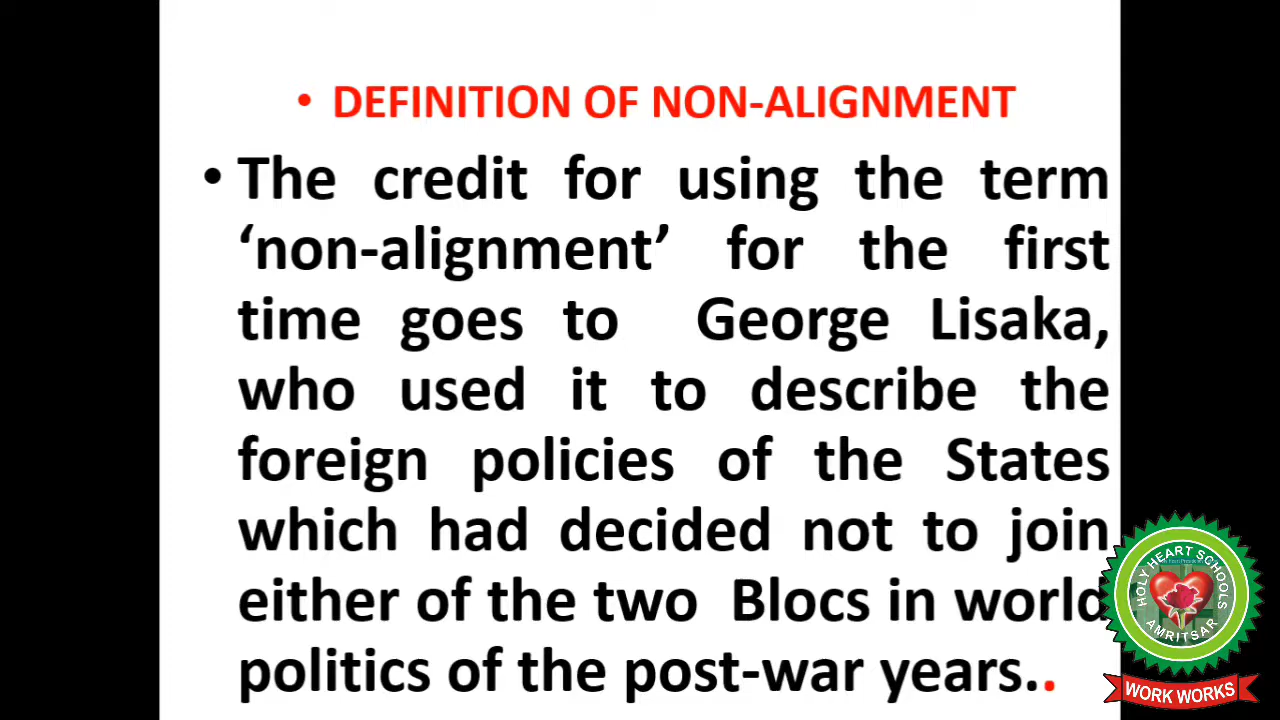 • DEFINITION OF NON-ALIGNMENT
• The credit for using the term
‘non-alignment’ for the first
time goes to George Lisaka,
who used it to describe the
foreign policies of the States
which had decided not to join
either of the two Blocs in world
politics of the post-war years..
HOLY HEART SCHOOLS
AMRITSAR
WORK WORKS